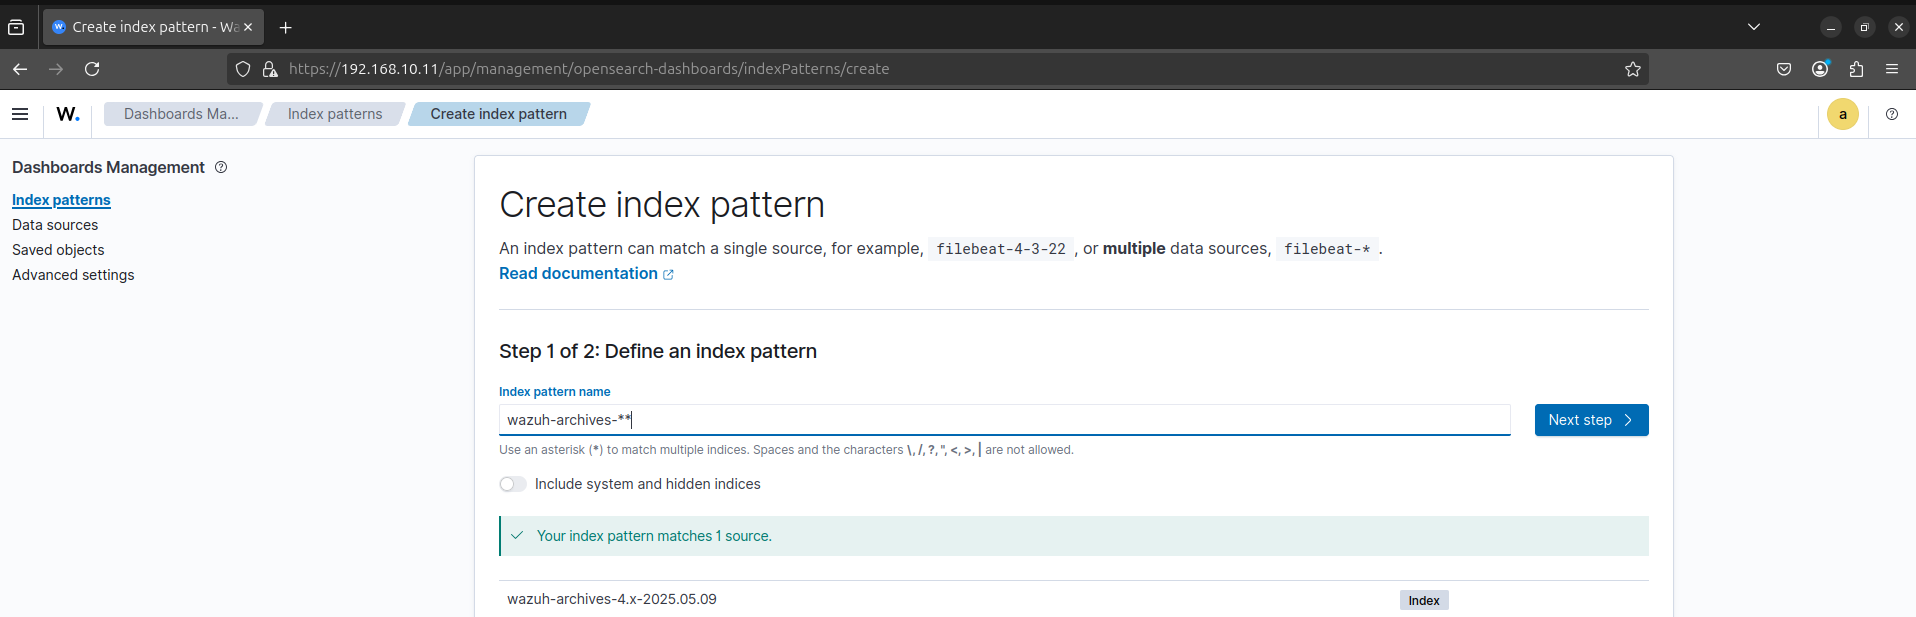 Create index pattern - Wa
https://192.168.10.11/app/management/opensearch-dashboards/indexPatterns/create
W. Dashboards Ma... Index patterns Create index pattern a
Dashboards Management
Index patterns
Data sources
Saved objects
Advanced settings
Create index pattern
An index pattern can match a single source, for example, filebeat-4-3-22 , or multiple data sources, filebeat-* .
Read documentation
Step 1 of 2: Define an index pattern
Index pattern name
wazuh-archives-**
Next step
Use an asterisk (*) to match multiple indices. Spaces and the characters \, /, ?, ", <, >, | are not allowed.
Include system and hidden indices
Your index pattern matches 1 source.
wazuh-archives-4.x-2025.05.09 Index